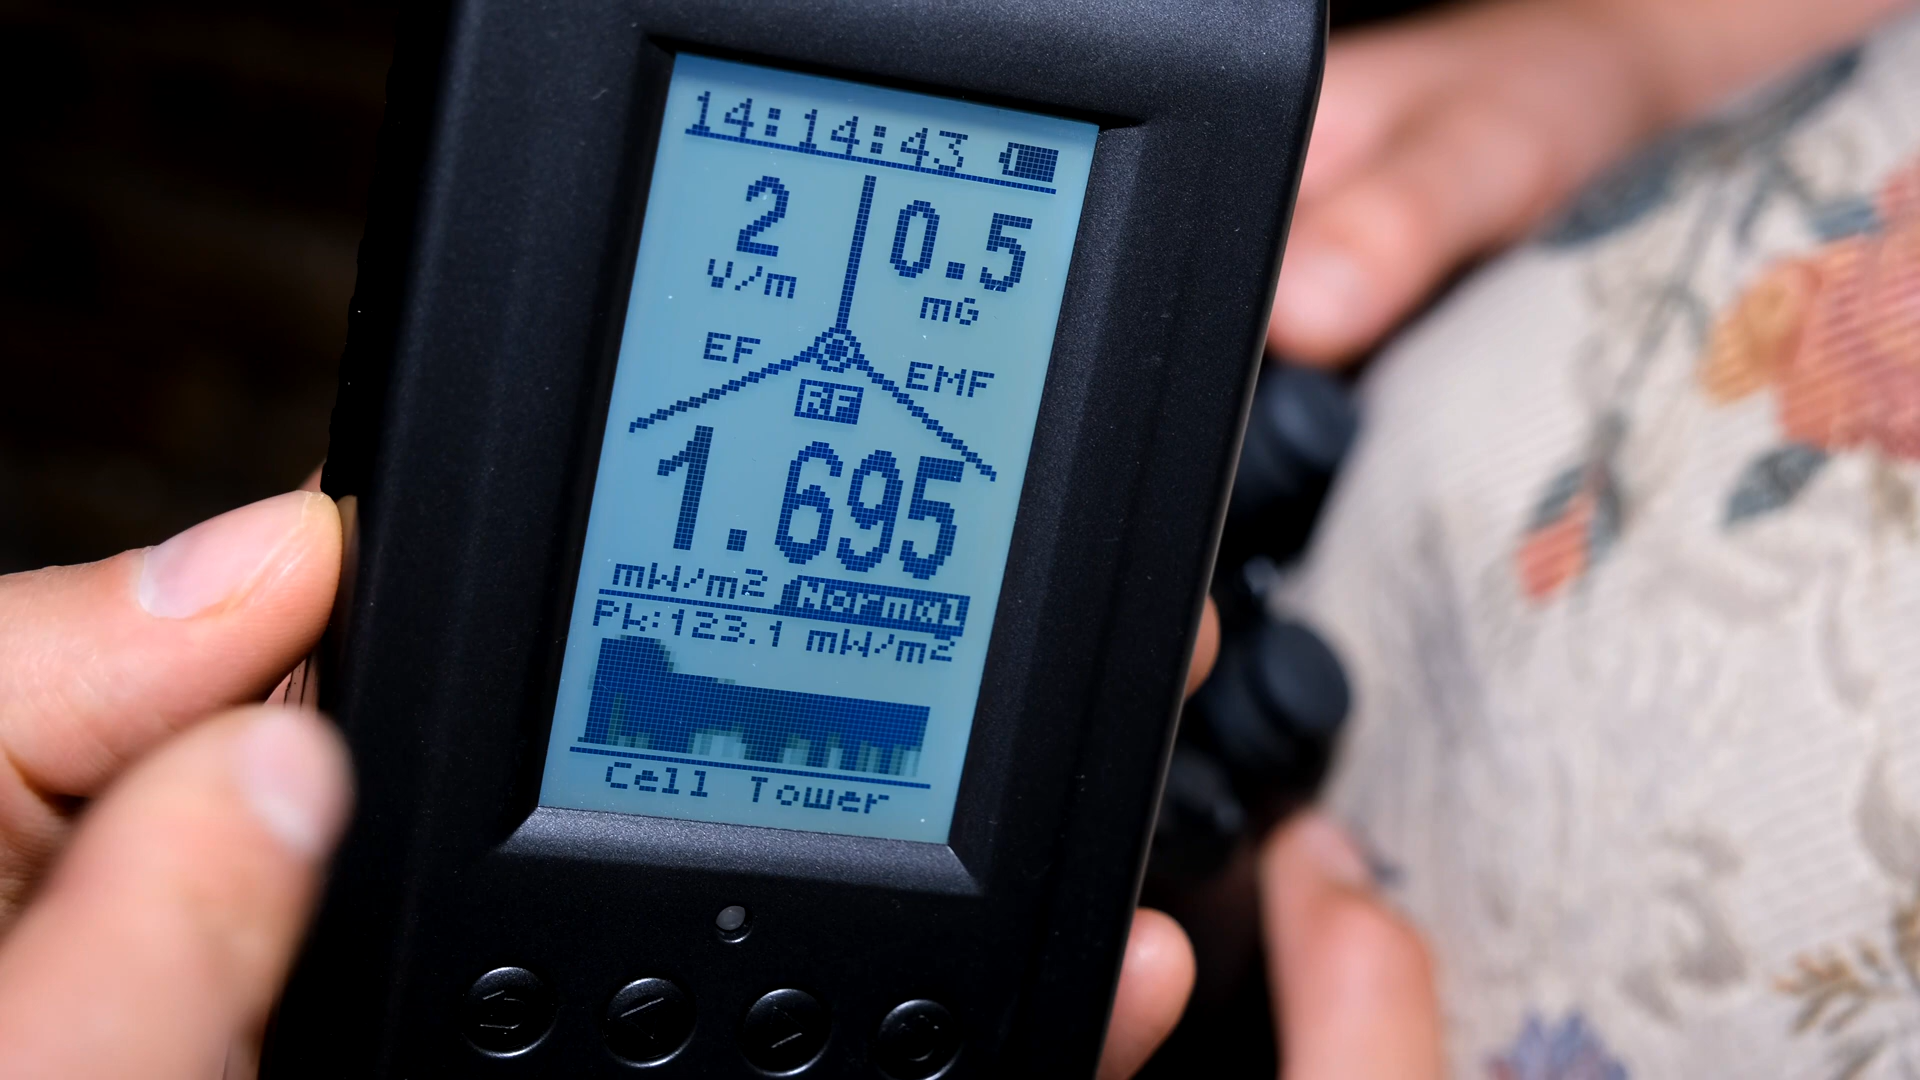 14:14:43
2 0.5
V/m mG
EF EMF
RF
1.695
mW/m2 Normal
Pk:123.1 mW/m2
Cell Tower